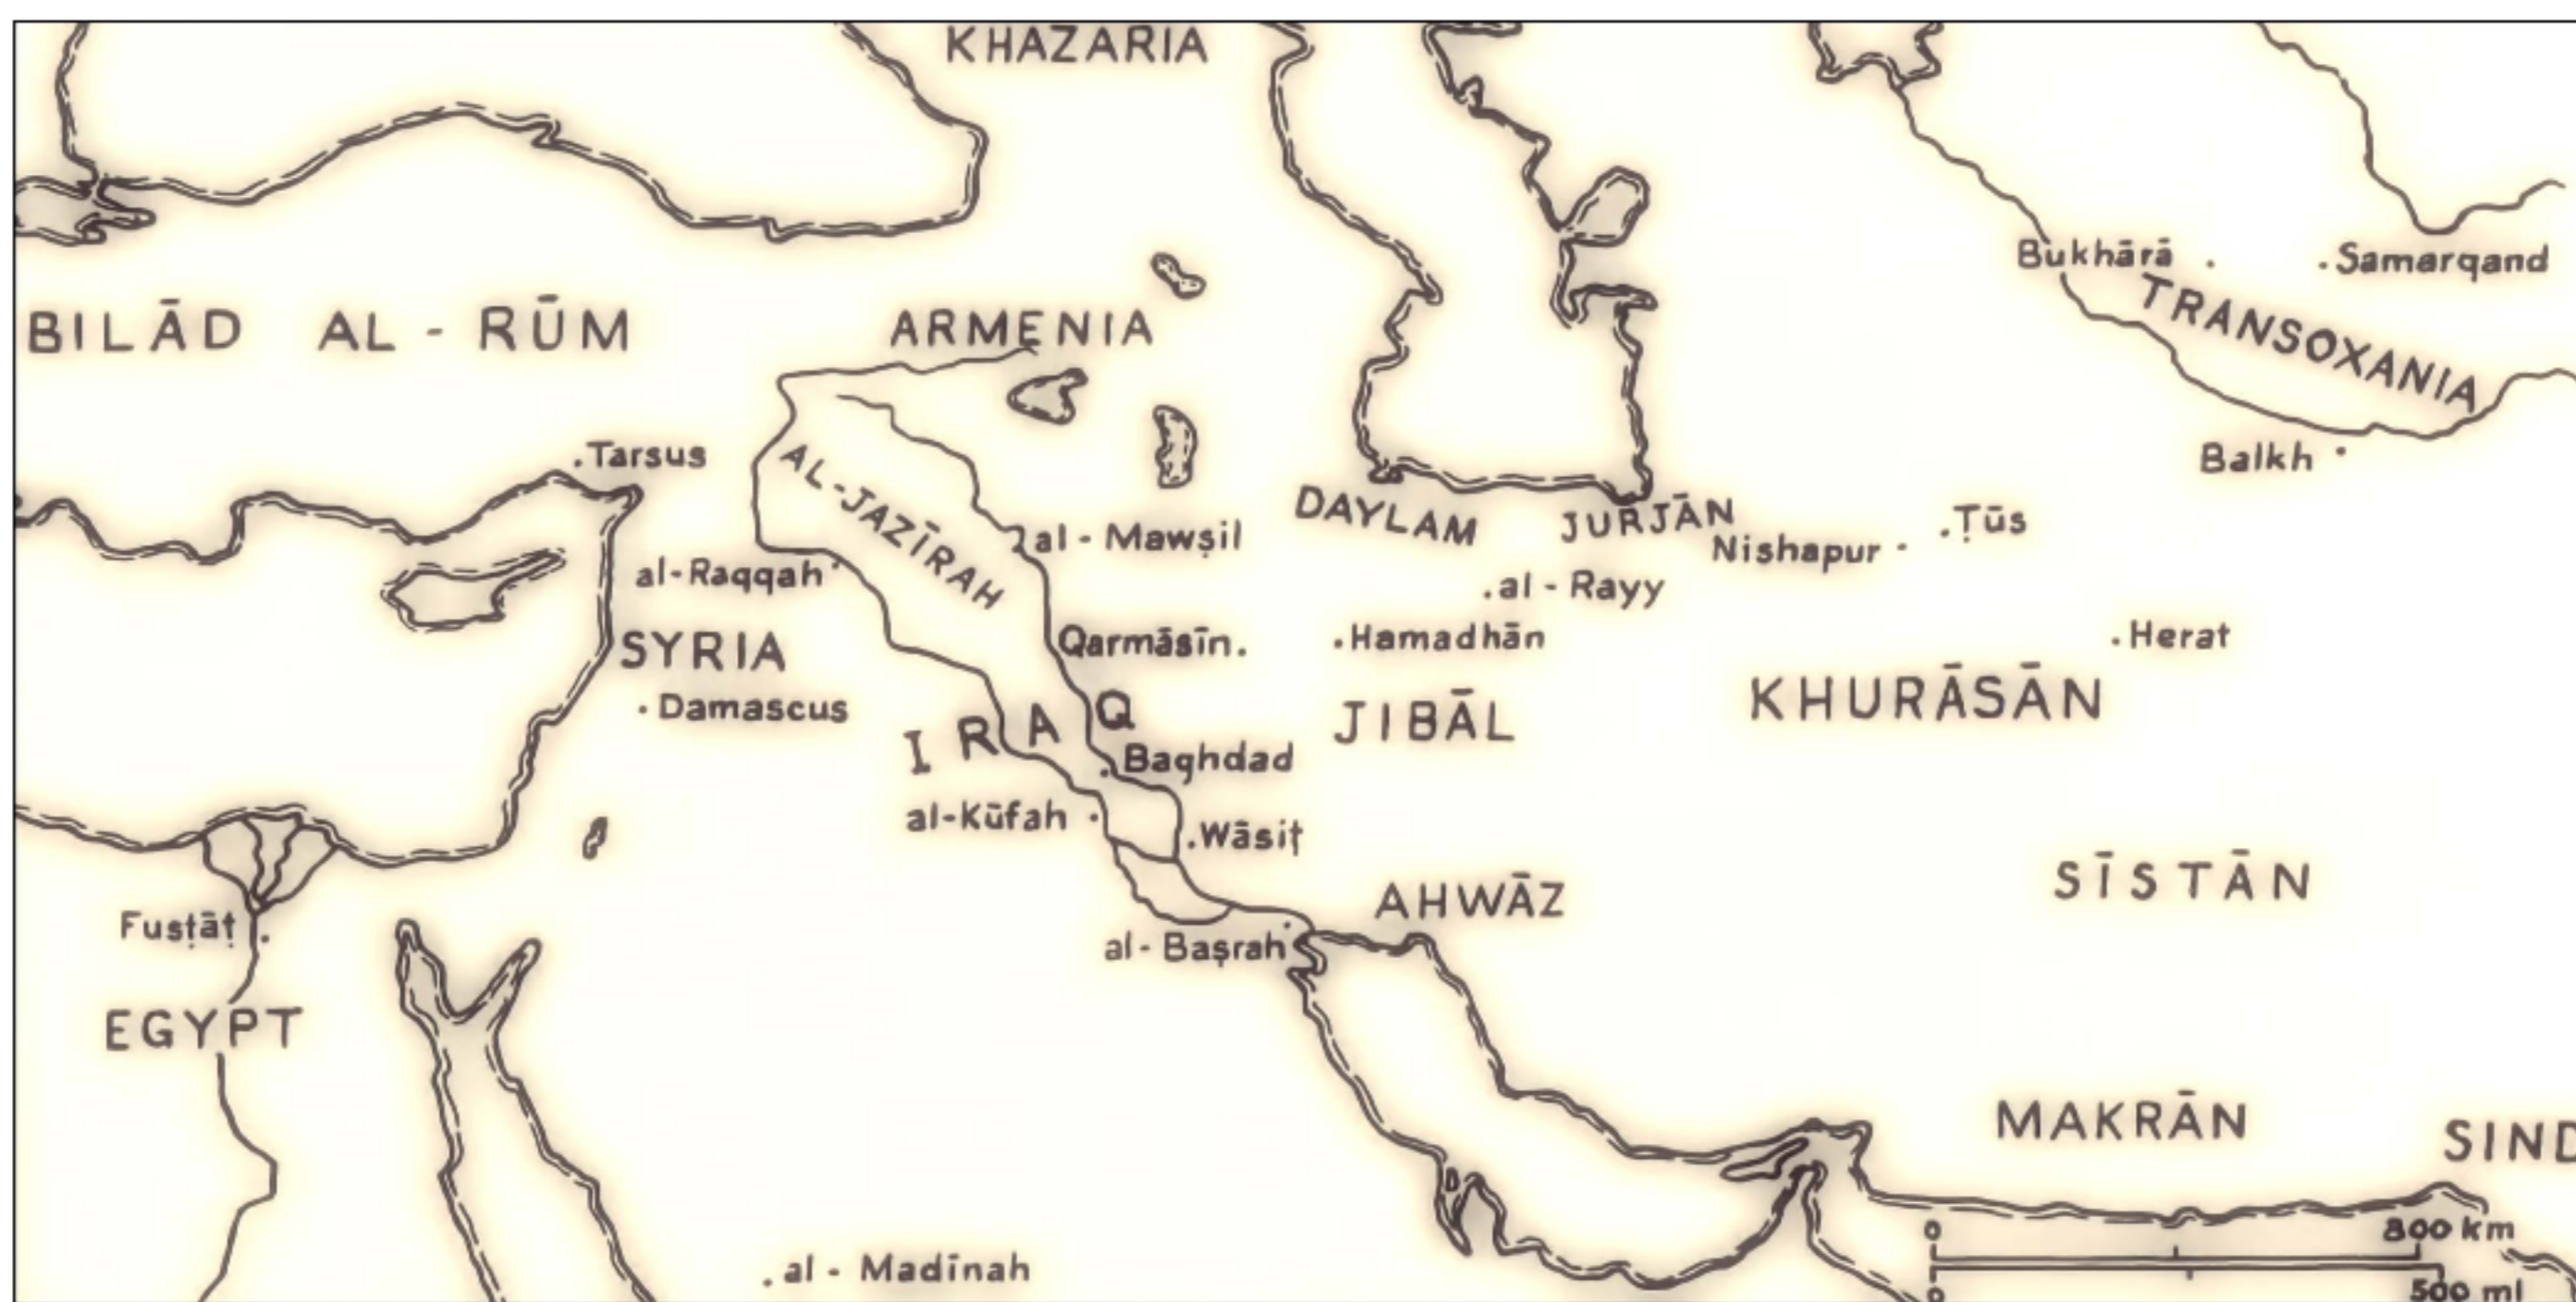 KHAZARIA
Bukhārā
Samarqand
TRANSOXANIA
BILĀD AL-RŪM
ARMENIA
Balkh
Tarsus
AL-JAZĪRAH
al-Mawṣil
DAYLAM
JURJĀN
Nishapur
Ṭūs
al-Raqqah
al-Rayy
SYRIA
Qarmāsīn
Hamadhān
Herat
Damascus
IRAQ
JIBĀL
KHURĀSĀN
Baghdad
al-Kūfah
Wāsiṭ
Fusṭāṭ
al-Baṣrah
AHWĀZ
SĪSTĀN
EGYPT
MAKRĀN
SIND
al-Madīnah
0 800 km
0 500 ml